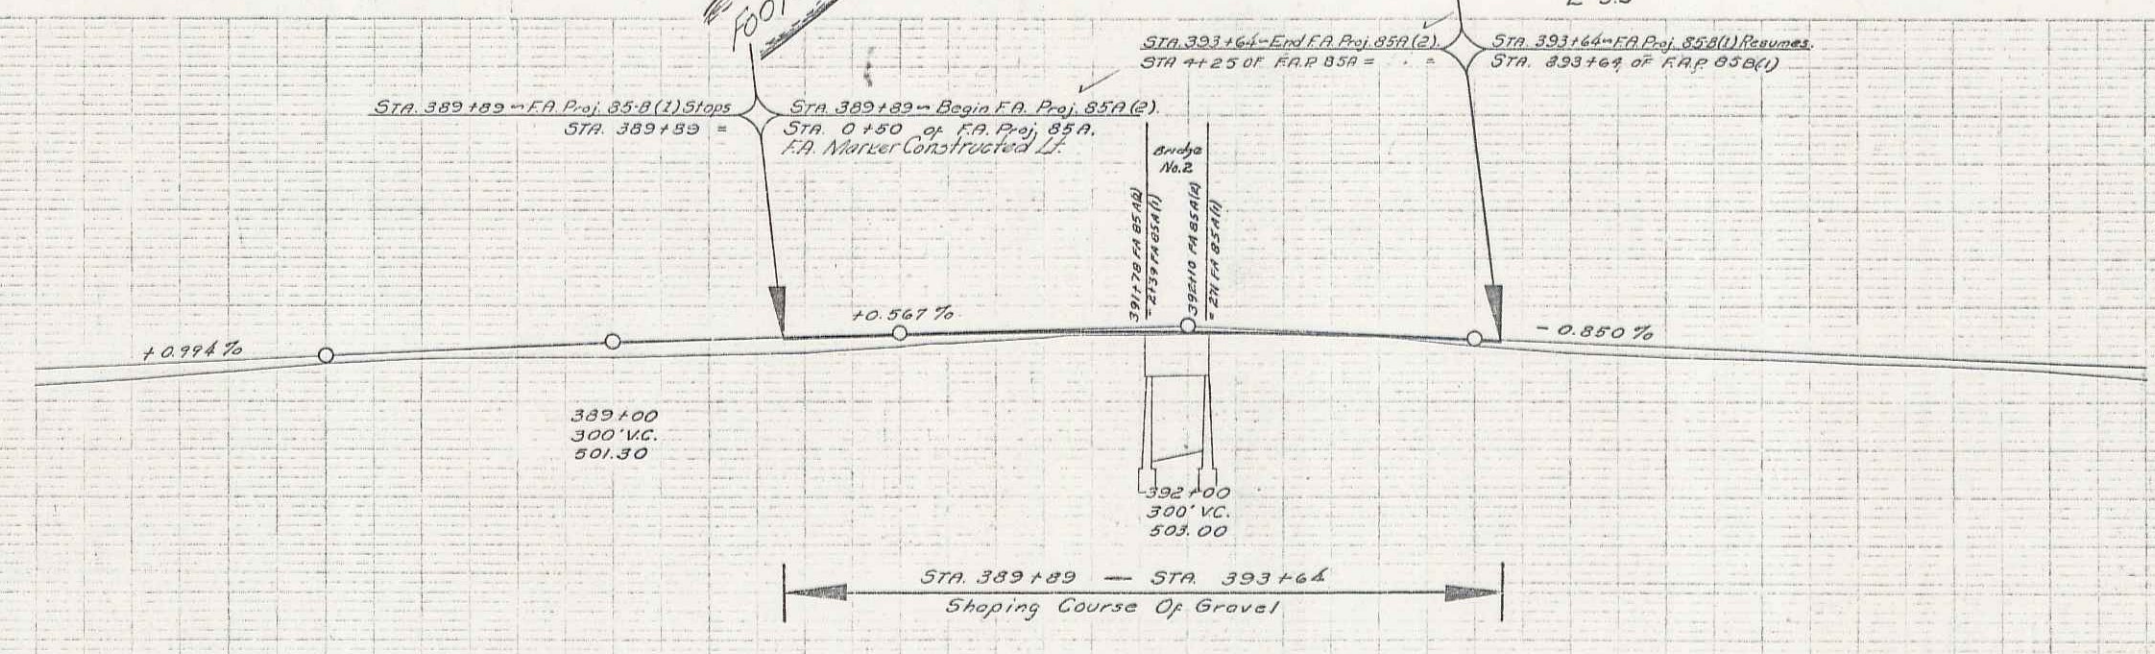 FOOT
STA. 393+64~End F.A. Proj. 85A(2).
STA 4+25 OF F.A.P. 85A = " =
STA. 393+64~F.A. Proj. 85-B(1) Resumes.
STA. 393+64 OF F.A.P. 85B(1)
STA. 389+89~F.A. Proj. 85-B(1) Stops
STA. 389+89 =
STA. 389+89~ Begin F.A. Proj. 85A(2).
STA. 0+50 of F.A. Proj. 85A.
F.A. Marker Constructed Lt.
Bridge
No.2
391+78 FA 85A(2)
= 2+39 FA 85A(1)
392+10 FA 85A(2)
= 271 FA 85A(1)
+0.994 %
+0.567 %
- 0.850 %
389+00
300' V.C.
501.30
392+00
300' V.C.
503.00
STA. 389+89 — STA. 393+64
Shaping Course Of Gravel